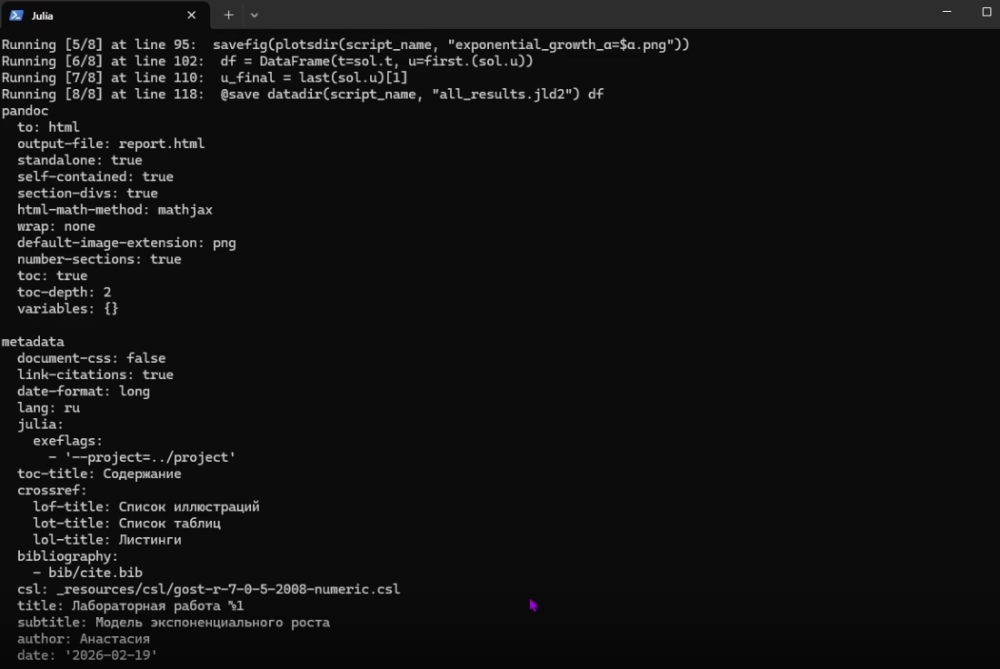 Julia
Running [5/8] at line 95:  savefig(plotsdir(script_name, "exponential_growth_α=$α.png"))
Running [6/8] at line 102:  df = DataFrame(t=sol.t, u=first.(sol.u))
Running [7/8] at line 110:  u_final = last(sol.u)[1]
Running [8/8] at line 118:  @save datadir(script_name, "all_results.jld2") df
pandoc
  to: html
  output-file: report.html
  standalone: true
  self-contained: true
  section-divs: true
  html-math-method: mathjax
  wrap: none
  default-image-extension: png
  number-sections: true
  toc: true
  toc-depth: 2
  variables: {}

metadata
  document-css: false
  link-citations: true
  date-format: long
  lang: ru
  julia:
    exeflags:
      - '--project=../project'
  toc-title: Содержание
  crossref:
    lof-title: Список иллюстраций
    lot-title: Список таблиц
    lol-title: Листинги
  bibliography:
    - bib/cite.bib
  csl: _resources/csl/gost-r-7-0-5-2008-numeric.csl
  title: Лабораторная работа №1
  subtitle: Модель экспоненциального роста
  author: Анастасия
  date: '2026-02-19'